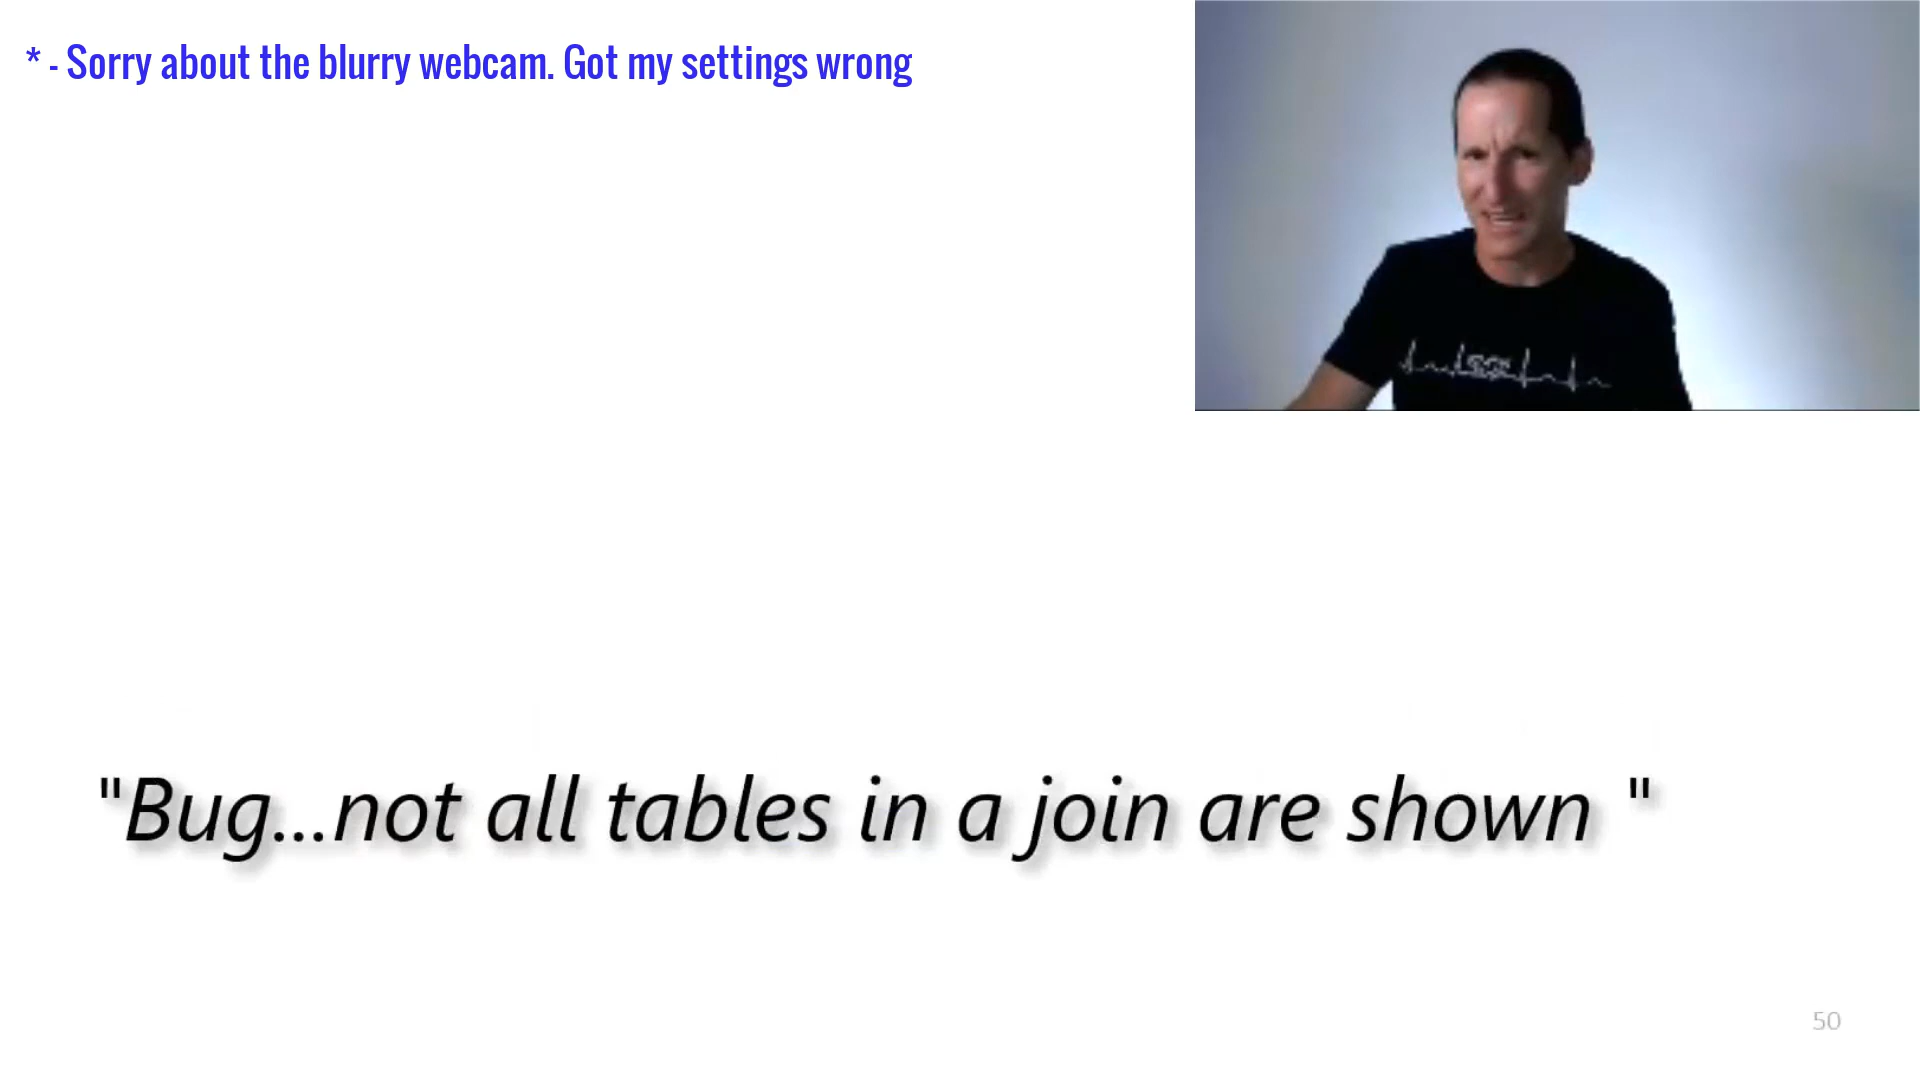 * - Sorry about the blurry webcam. Got my settings wrong
"Bug...not all tables in a join are shown "
50